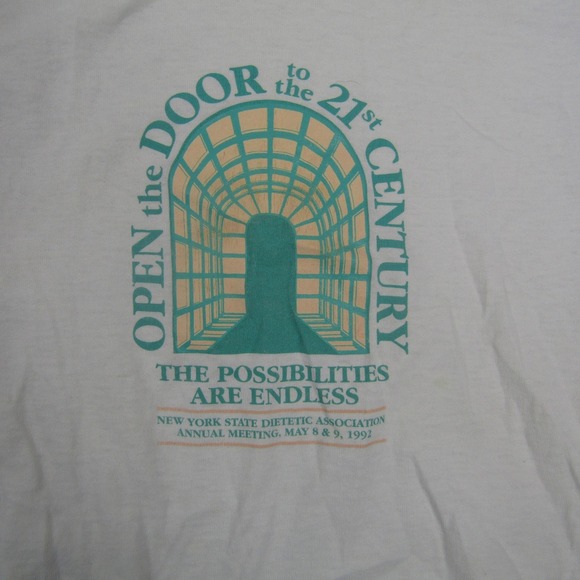 OPEN the DOOR to the 21st CENTURY
THE POSSIBILITIES
ARE ENDLESS
NEW YORK STATE DIETETIC ASSOCIATION
ANNUAL MEETING, MAY 8 & 9, 1992